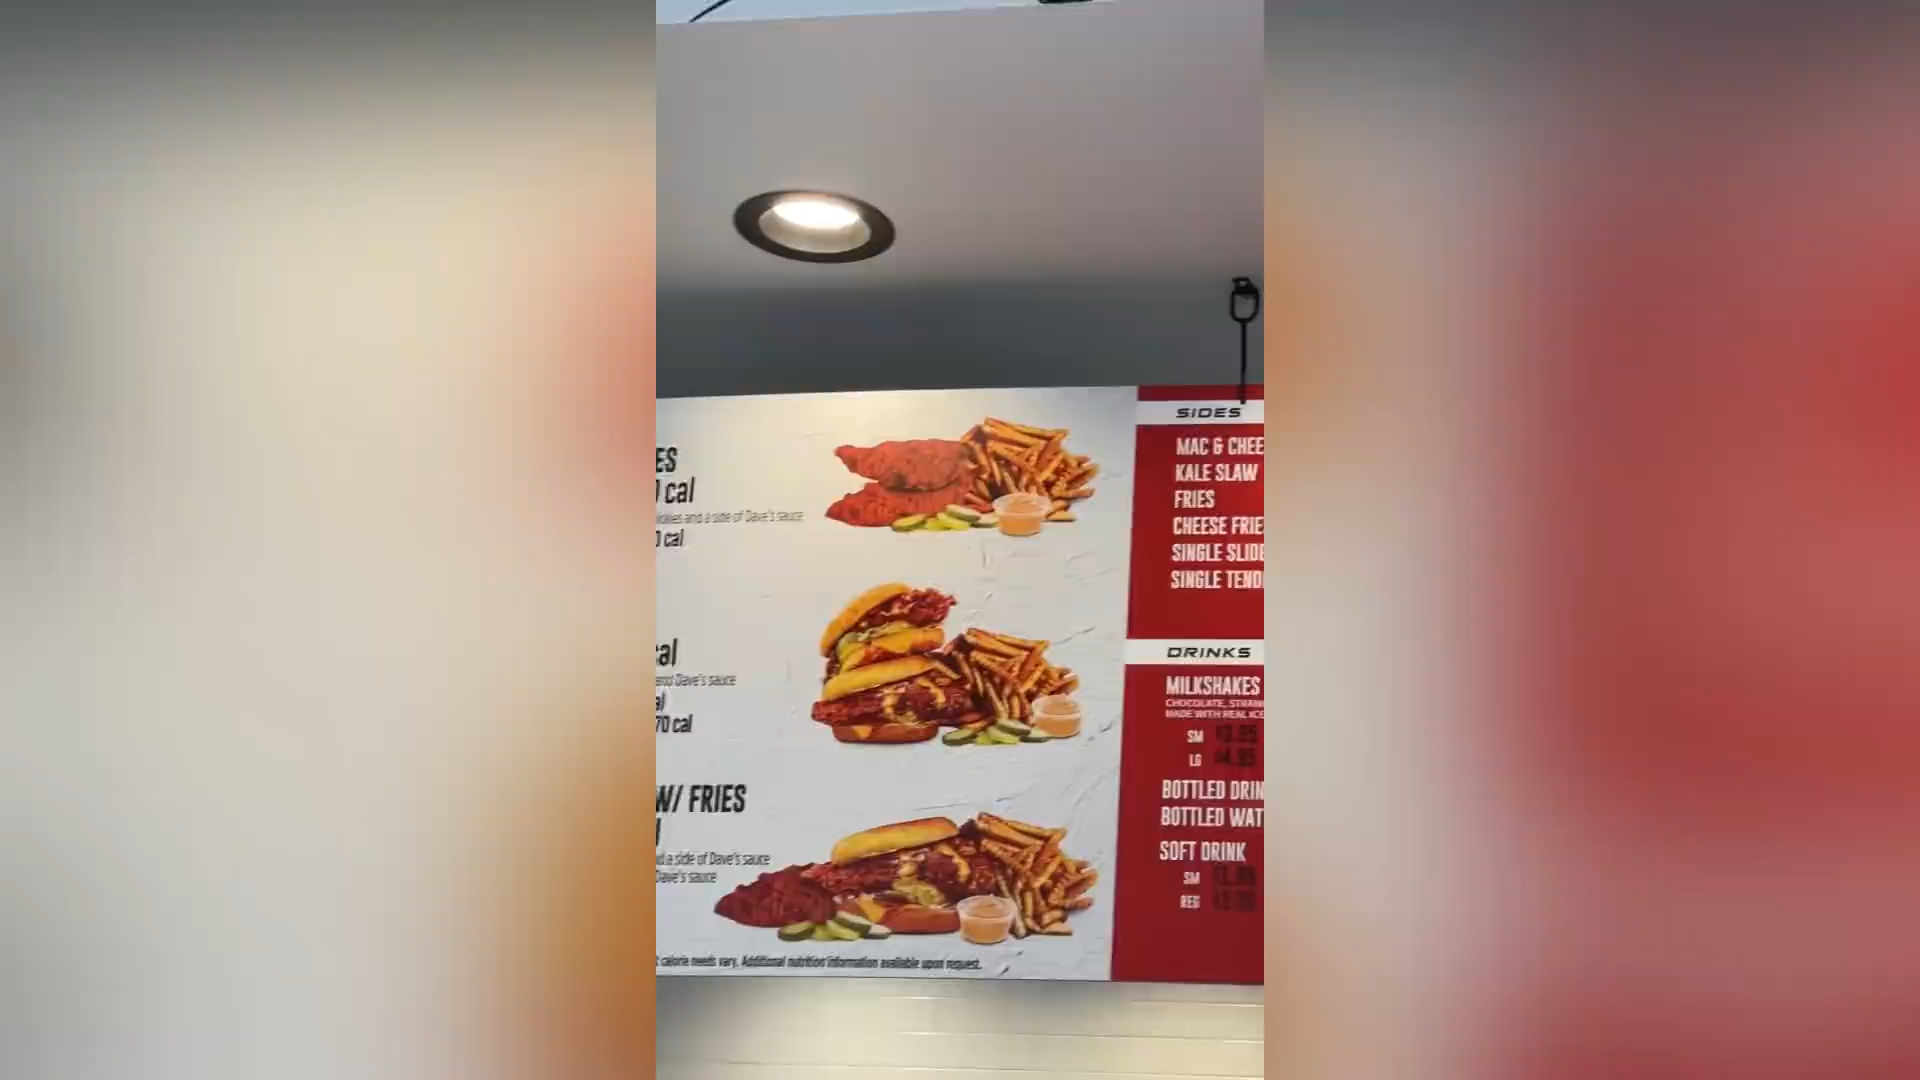 ES
cal
and a side of Dave's sauce
0 cal
cal
and Dave's sauce
70 cal
W/ FRIES
a side of Dave's sauce
Dave's sauce
calorie needs vary. Additional nutrition information available upon request.
SIDES
MAC & CHEE
KALE SLAW
FRIES
CHEESE FRIE
SINGLE SLIDE
SINGLE TEND
DRINKS
MILKSHAKES
CHOCOLATE, STRAW
MADE WITH REAL ICE
SM
LG
BOTTLED DRIN
BOTTLED WAT
SOFT DRINK
SM
REG